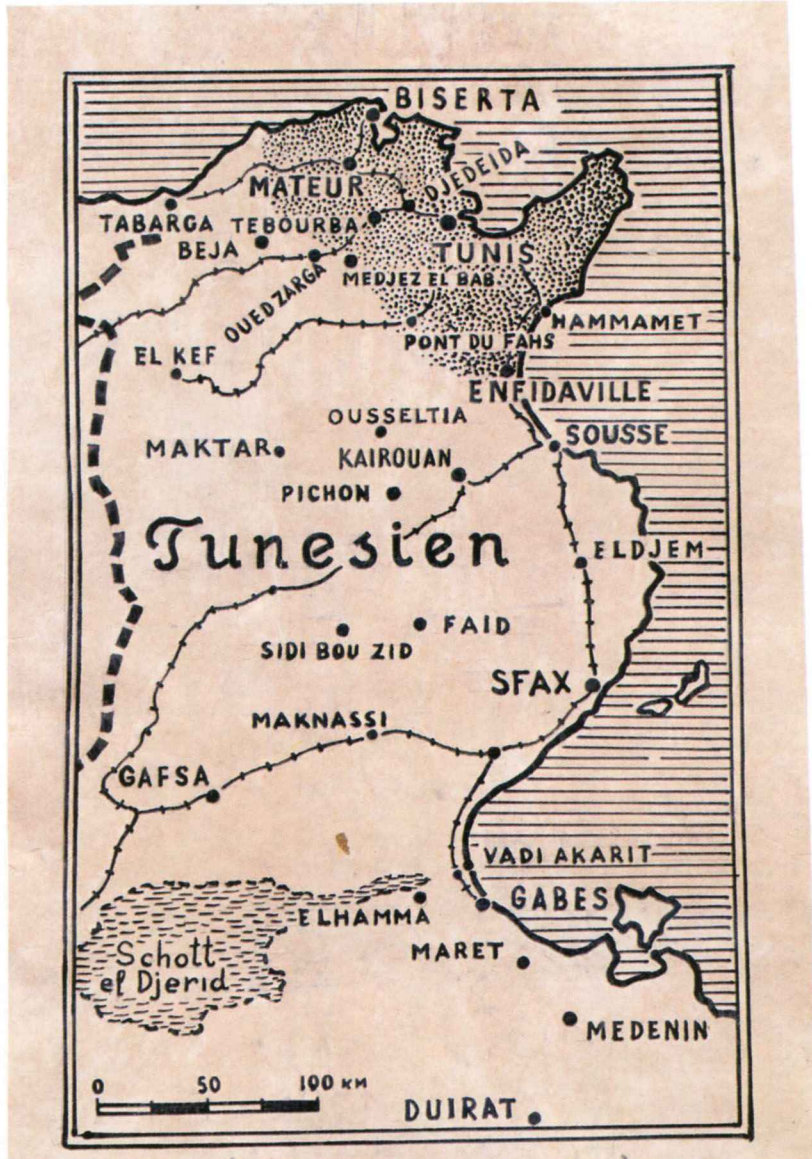 BISERTA
MATEUR
DJEDEIDA
TABARGA
TEBOURBA
BEJA
TUNIS
OUED ZARGA
MEDJEZ EL BAB
HAMMAMET
PONT DU FAHS
EL KEF
ENFIDAVILLE
OUSSELTIA
SOUSSE
MAKTAR
KAIROUAN
PICHON
Tunesien
ELDJEM
FAID
SIDI BOU ZID
SFAX
MAKNASSI
GAFSA
VADI AKARIT
GABES
ELHAMMA
MARET
Schott
el Djerid
MEDENIN
0 50 100 KM
DUIRAT